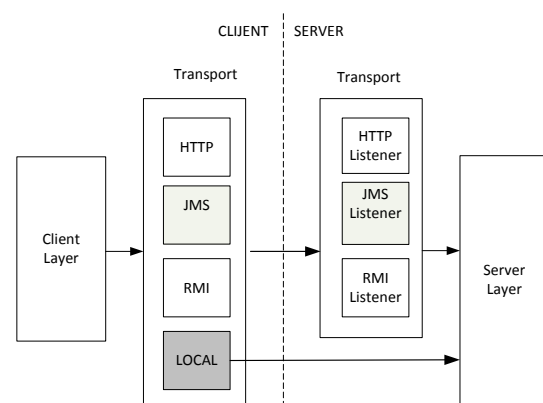 CLIJENT
SERVER
Transport
Transport
HTTP
JMS
RMI
LOCAL
HTTP
Listener
JMS
Listener
RMI
Listener
Client
Layer
Server
Layer